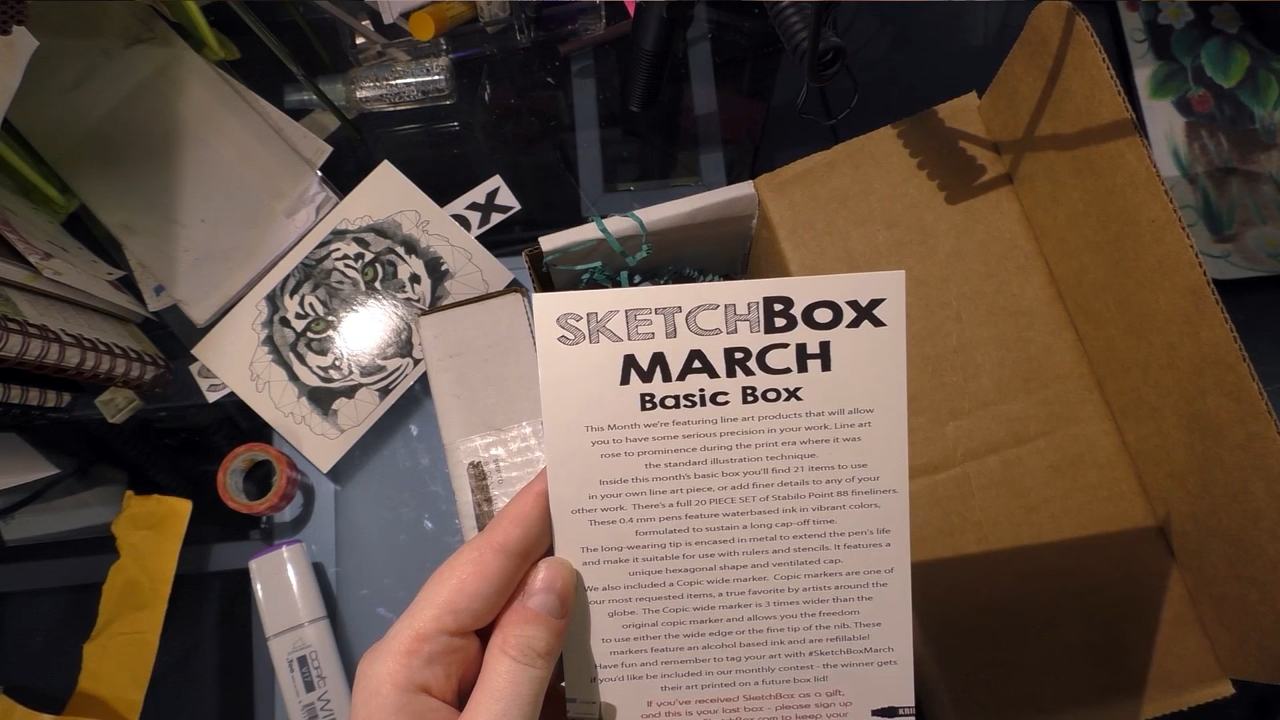 OX
SKETCHBOX
MARCH
Basic Box
This Month we're featuring line art products that will allow
you to have some serious precision in your work. Line art
rose to prominence during the print era where it was
the standard illustration technique.
Inside this month's basic box you'll find 21 items to use
in your own line art piece, or add finer details to any of your
other work. There's a full 20 PIECE SET of Stabilo Point 88 fineliners.
These 0.4 mm pens feature waterbased ink in vibrant colors,
formulated to sustain a long cap-off time.
The long-wearing tip is encased in metal to extend the pen's life
and make it suitable for use with rulers and stencils. It features a
unique hexagonal shape and ventilated cap.
We also included a Copic wide marker. Copic markers are one of
our most requested items, a true favorite by artists around the
globe. The Copic wide marker is 3 times wider than the
original copic marker and allows you the freedom
to use either the wide edge or the fine tip of the nib. These
markers feature an alcohol based ink and are refillable!
Have fun and remember to tag your art with #SketchBoxMarch
if you'd like be included in our monthly contest - the winner gets
their art printed on a future box lid!
If you've received SketchBox as a gift,
and this is your last box - please sign up
SketchBox.com to keep your
V17
COPIC WI